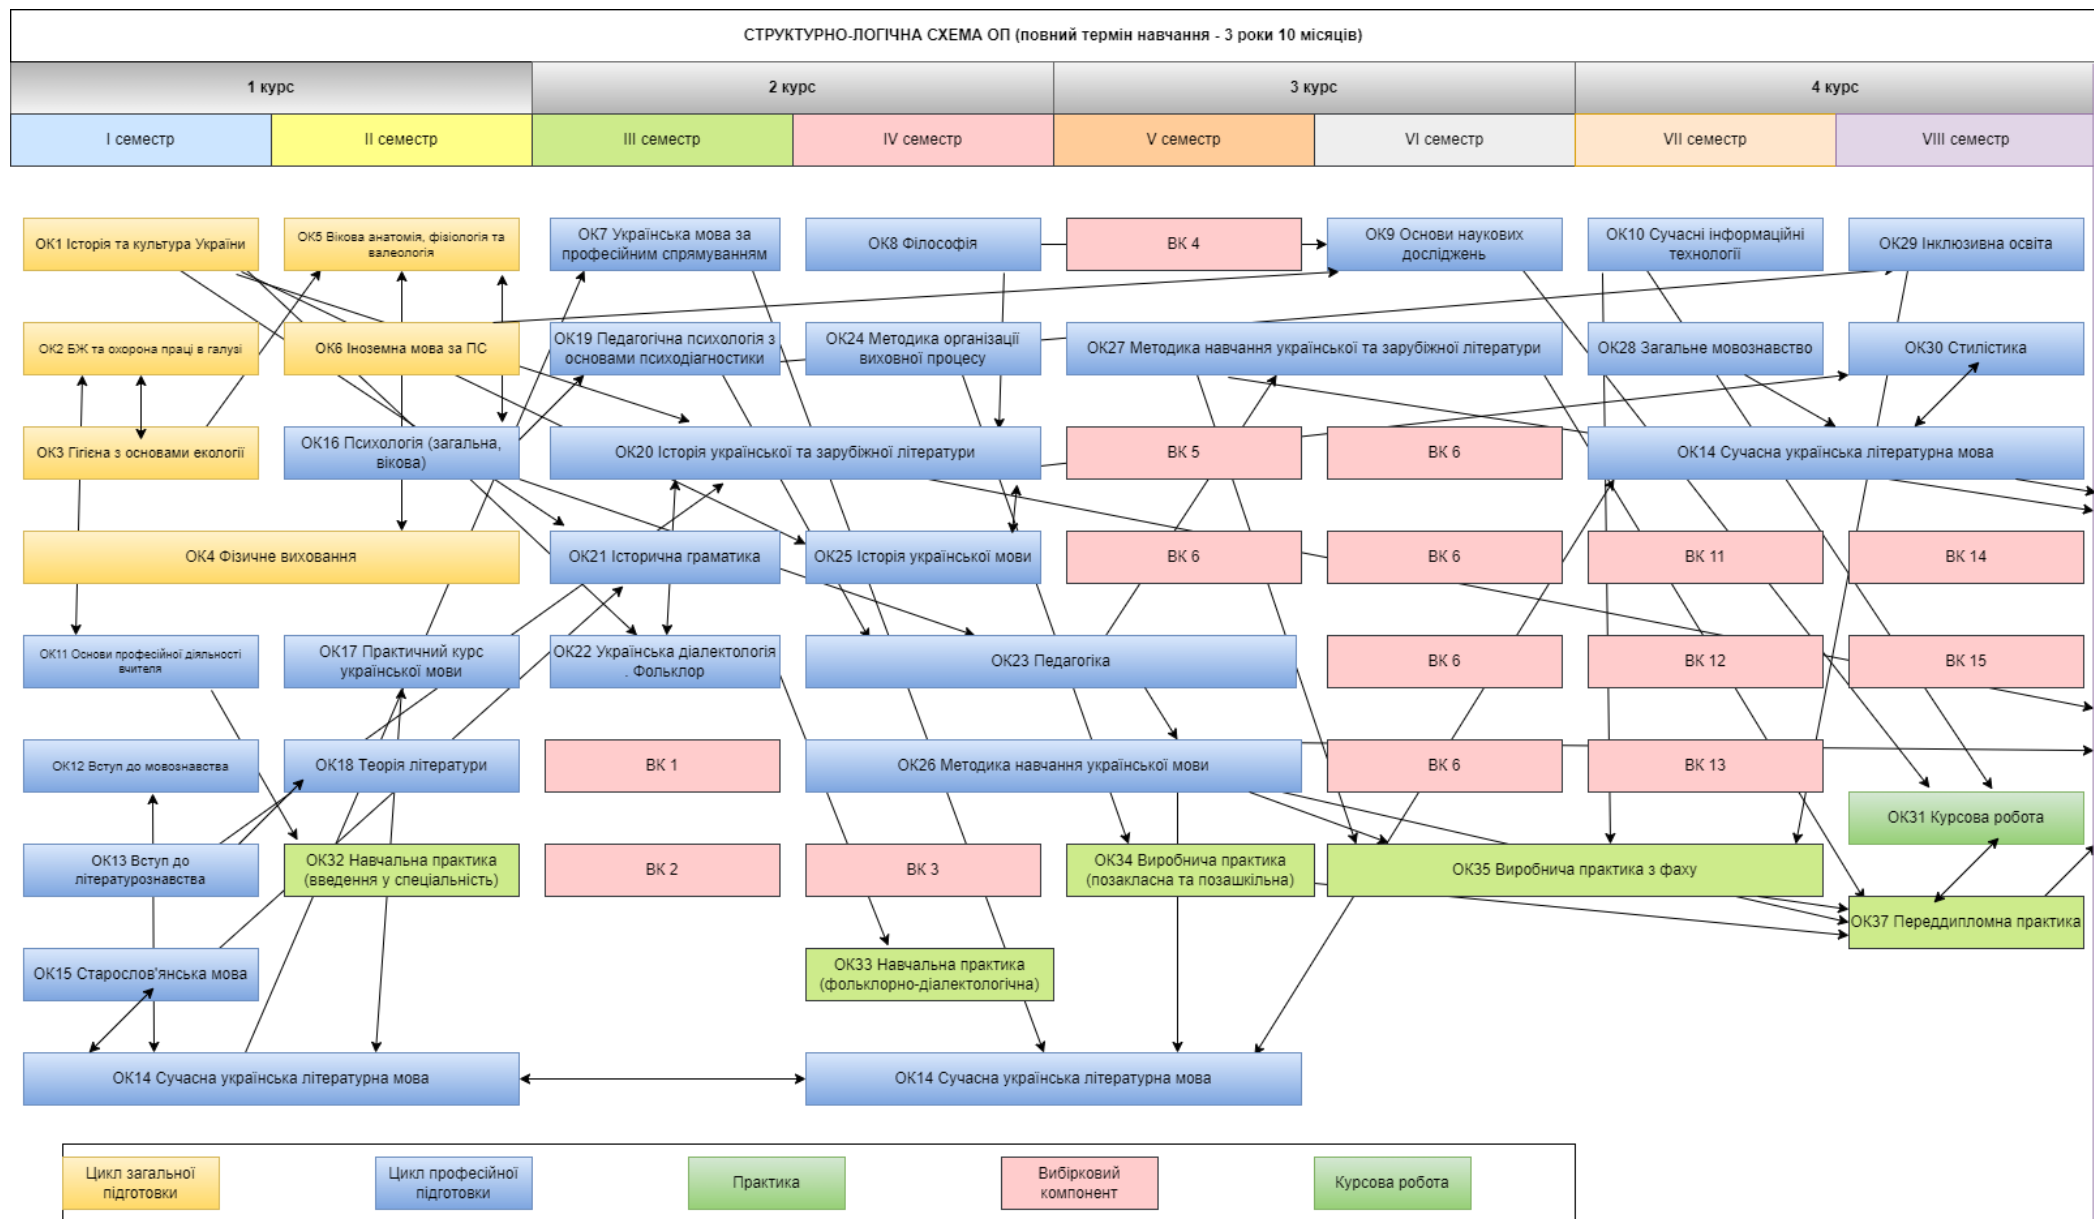 СТРУКТУРНО-ЛОГІЧНА СХЕМА ОП (повний термін навчання - 3 роки 10 місяців)
1 курс
2 курс
3 курс
4 курс
I семестр
II семестр
III семестр
IV семестр
V семестр
VI семестр
VII семестр
VIII семестр
ОК1 Історія та культура України
ОК5 Вікова анатомія, фізіологія та
валеологія
ОК7 Українська мова за
професійним спрямуванням
ОК8 Філософія
ВК 4
ОК9 Основи наукових
досліджень
ОК10 Сучасні інформаційні
технології
ОК29 Інклюзивна освіта
ОК2 БЖ та охорона праці в галузі
ОК6 Іноземна мова за ПС
ОК19 Педагогічна психологія з
основами психодіагностики
ОК24 Методика організації
виховної процесу
ОК27 Методика навчання української та зарубіжної літератури
ОК28 Загальне мовознавство
ОК30 Стилістика
ОК3 Гігієна з основами екології
ОК16 Психологія (загальна,
вікова)
ОК20 Історія української та зарубіжної літератури
ВК 5
ВК 6
ОК14 Сучасна українська літературна мова
ОК4 Фізичне виховання
ОК21 Історична граматика
ОК25 Історія української мови
ВК 6
ВК 6
ВК 11
ВК 14
ОК11 Основи професійної діяльності
вчителя
ОК17 Практичний курс
української мови
ОК22 Українська діалектологія
. Фольклор
ОК23 Педагогіка
ВК 6
ВК 12
ВК 15
ОК12 Вступ до мовознавства
ОК18 Теорія літератури
ВК 1
ОК26 Методика навчання української мови
ВК 6
ВК 13
ОК31 Курсова робота
ОК13 Вступ до
літературознавства
ОК32 Навчальна практика
(введення у спеціальність)
ВК 2
ВК 3
ОК34 Виробнича практика
(позакласна та позашкільна)
ОК35 Виробнича практика з фаху
ОК37 Переддипломна практика
ОК15 Старослов'янська мова
ОК33 Навчальна практика
(фольклорно-діалектологічна)
ОК14 Сучасна українська літературна мова
ОК14 Сучасна українська літературна мова
Цикл загальної
підготовки
Цикл професійної
підготовки
Практика
Вибірковий
компонент
Курсова робота